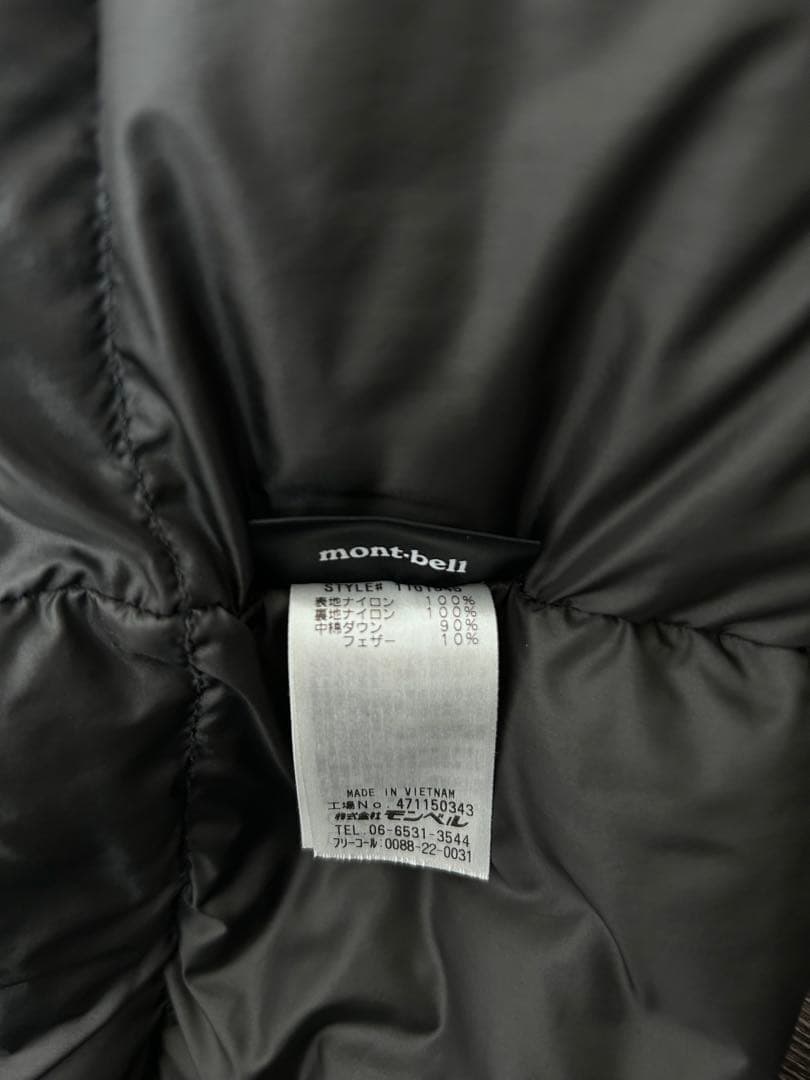 mont-bell
STYLE#
表地ナイロン 100%
裏地ナイロン 100%
中綿ダウン 90%
フェザー 10%
MADE IN VIETNAM
工場No. 471150343
株式会社 モンベル
TEL. 06-6531-3544
フリーコール:0088-22-0031